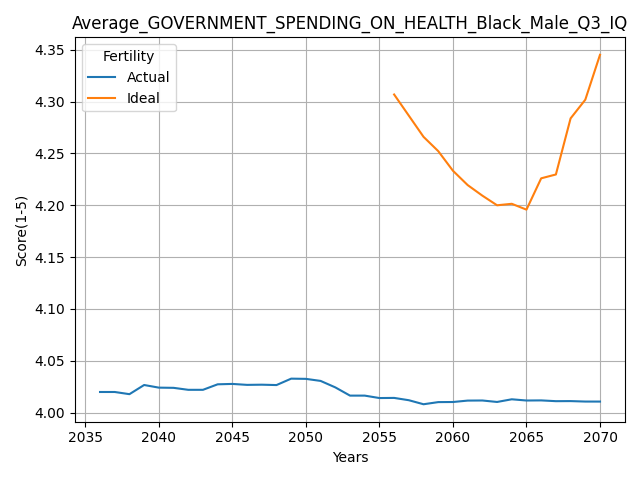 Average_GOVERNMENT_SPENDING_ON_HEALTH_Black_Male_Q3_IQ
Fertility
Actual
Ideal
4.35
4.30
4.25
4.20
4.15
4.10
4.05
4.00
Score(1-5)
2035 2040 2045 2050 2055 2060 2065 2070
Years